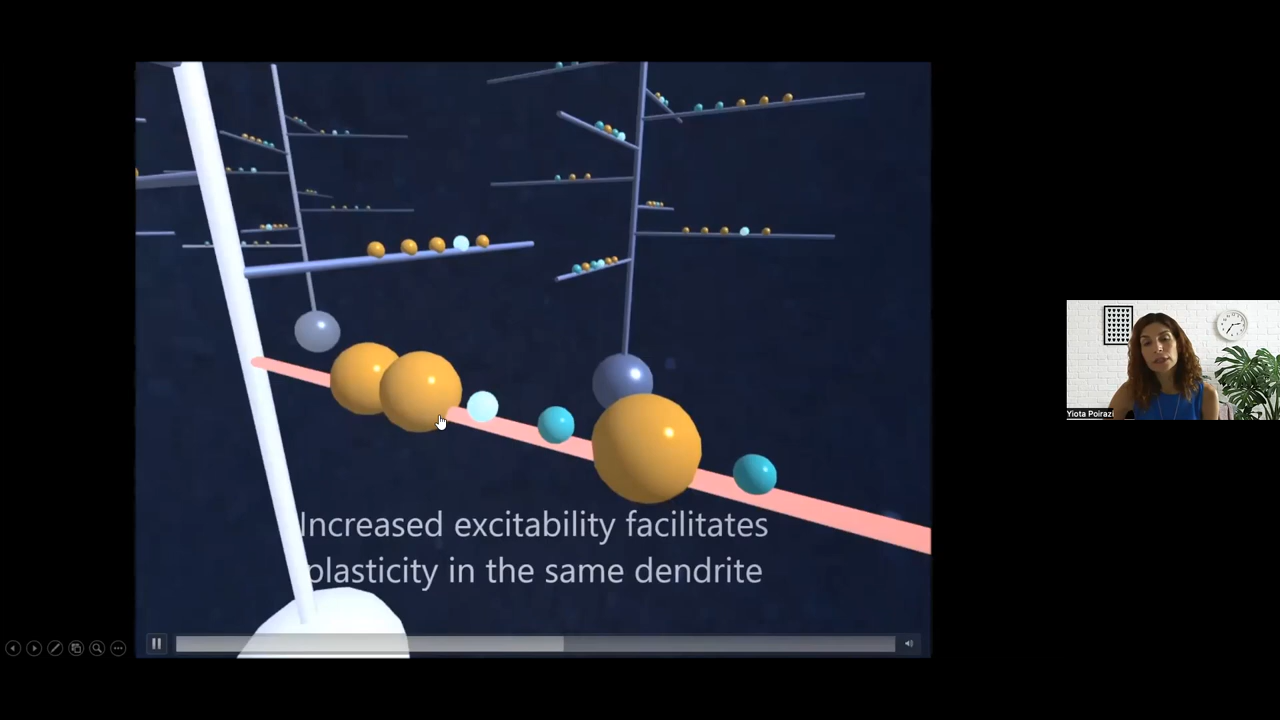 Increased excitability facilitates
plasticity in the same dendrite
Yiota Poirazi